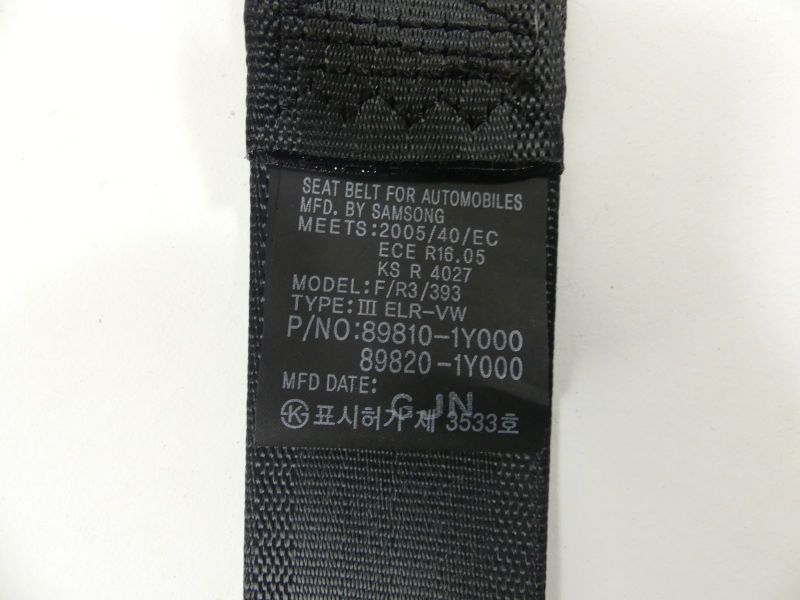 SEAT BELT FOR AUTOMOBILES
MFD. BY SAMSONG
MEETS:2005/40/EC
ECE R16.05
KS R 4027
MODEL:F/R3/393
TYPE:Ⅲ ELR-VW
P/NO:89810-1Y000
89820-1Y000
MFD DATE:
G JN
K 표시허가 제 3533호